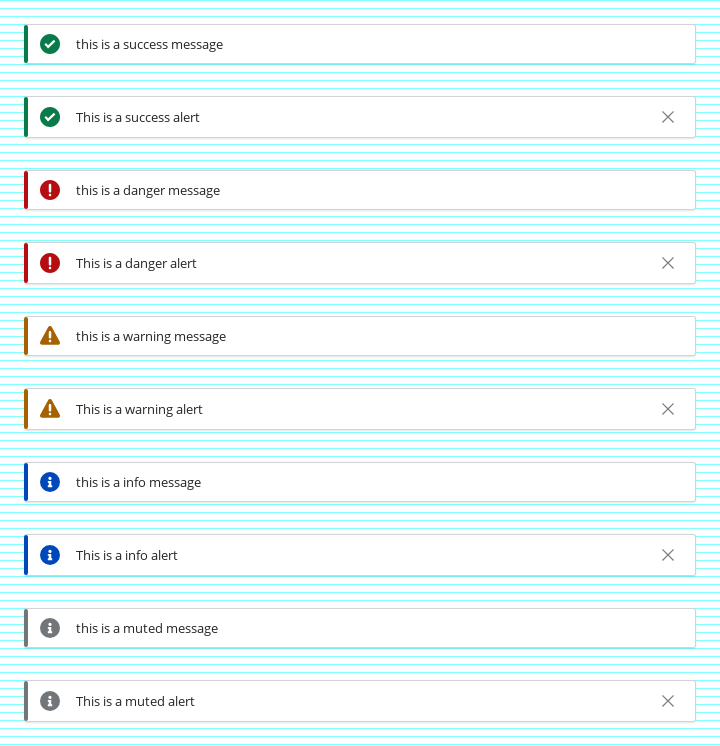 this is a success message
This is a success alert
this is a danger message
This is a danger alert
this is a warning message
This is a warning alert
this is a info message
This is a info alert
this is a muted message
This is a muted alert